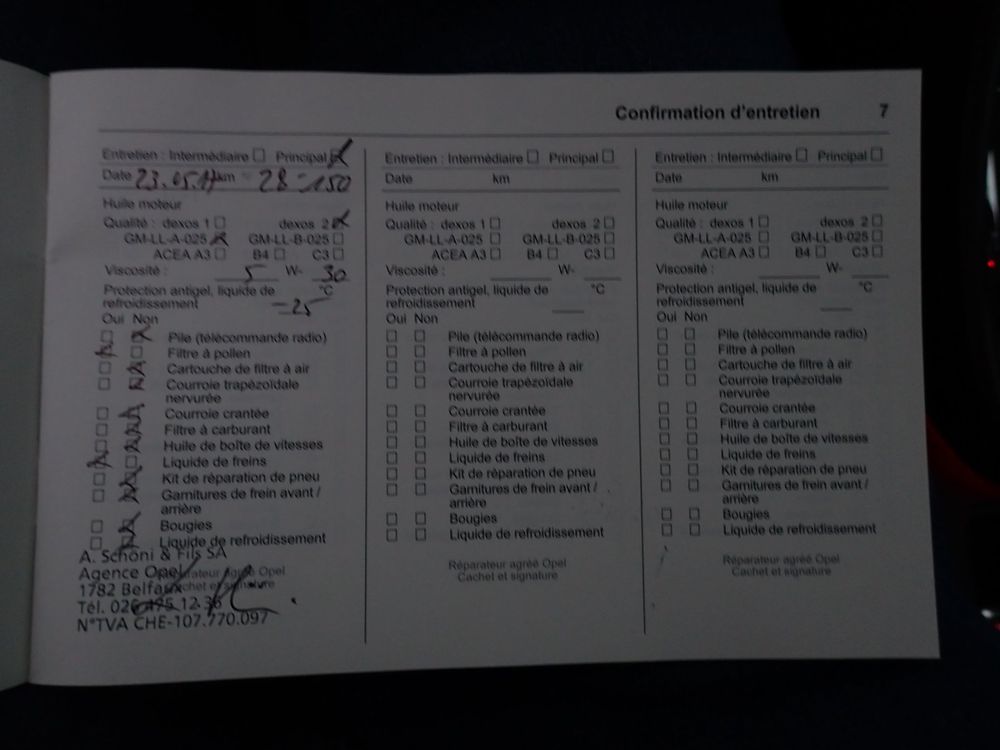 Confirmation d'entretien 7
Entretien : Intermédiaire ☐ Principal ☒
Date 23.05.17 km 28-150
Huile moteur
Qualité : dexos 1 ☐ dexos 2 ☒
GM-LL-A-025 ☒ GM-LL-B-025 ☐
ACEA A3 ☐ B4 ☐ C3 ☐
Viscosité : 5 W- 30
Protection antigel, liquide de °C
refroidissement -25
Oui Non
☐ ☒ Pile (télécommande radio)
☒ ☐ Filtre à pollen
☐ ☒ Cartouche de filtre à air
☐ ☒ Courroie trapézoïdale
nervurée
☐ ☒ Courroie crantée
☐ ☒ Filtre à carburant
☐ ☒ Huile de boîte de vitesses
☒ ☐ Liquide de freins
☐ ☒ Kit de réparation de pneu
☐ ☒ Garnitures de frein avant /
arrière
☐ ☒ Bougies
☐ ☒ Liquide de refroidissement
A. Schöni & Fils SA
Agence Opel
Réparateur agréé Opel
1782 Belfaux
Cachet et signature
Tél. 026 475 12 36
N°TVA CHE-107.770.097
Entretien : Intermédiaire ☐ Principal ☐
Date km
Huile moteur
Qualité : dexos 1 ☐ dexos 2 ☐
GM-LL-A-025 ☐ GM-LL-B-025 ☐
ACEA A3 ☐ B4 ☐ C3 ☐
Viscosité : W-
Protection antigel, liquide de °C
refroidissement
Oui Non
☐ ☐ Pile (télécommande radio)
☐ ☐ Filtre à pollen
☐ ☐ Cartouche de filtre à air
☐ ☐ Courroie trapézoïdale
nervurée
☐ ☐ Courroie crantée
☐ ☐ Filtre à carburant
☐ ☐ Huile de boîte de vitesses
☐ ☐ Liquide de freins
☐ ☐ Kit de réparation de pneu
☐ ☐ Garnitures de frein avant /
arrière
☐ ☐ Bougies
☐ ☐ Liquide de refroidissement
Réparateur agréé Opel
Cachet et signature
Entretien : Intermédiaire ☐ Principal ☐
Date km
Huile moteur
Qualité : dexos 1 ☐ dexos 2 ☐
GM-LL-A-025 ☐ GM-LL-B-025 ☐
ACEA A3 ☐ B4 ☐ C3 ☐
Viscosité : W-
Protection antigel, liquide de °C
refroidissement
Oui Non
☐ ☐ Pile (télécommande radio)
☐ ☐ Filtre à pollen
☐ ☐ Cartouche de filtre à air
☐ ☐ Courroie trapézoïdale
nervurée
☐ ☐ Courroie crantée
☐ ☐ Filtre à carburant
☐ ☐ Huile de boîte de vitesses
☐ ☐ Liquide de freins
☐ ☐ Kit de réparation de pneu
☐ ☐ Garnitures de frein avant /
arrière
☐ ☐ Bougies
☐ ☐ Liquide de refroidissement
Réparateur agréé Opel
Cachet et signature